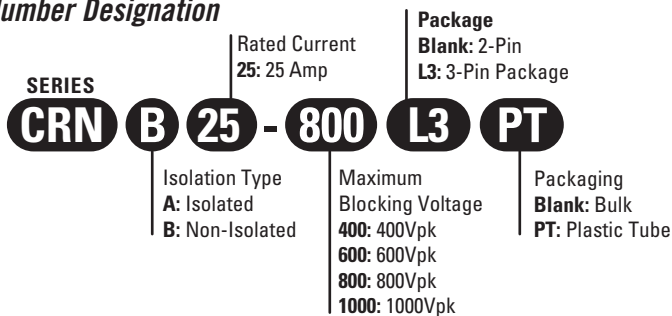 Number Designation
Rated Current
25: 25 Amp
Package
Blank: 2-Pin
L3: 3-Pin Package
SERIES
CRN B 25 - 800 L3 PT
Isolation Type
A: Isolated
B: Non-Isolated
Maximum
Blocking Voltage
400: 400Vpk
600: 600Vpk
800: 800Vpk
1000: 1000Vpk
Packaging
Blank: Bulk
PT: Plastic Tube